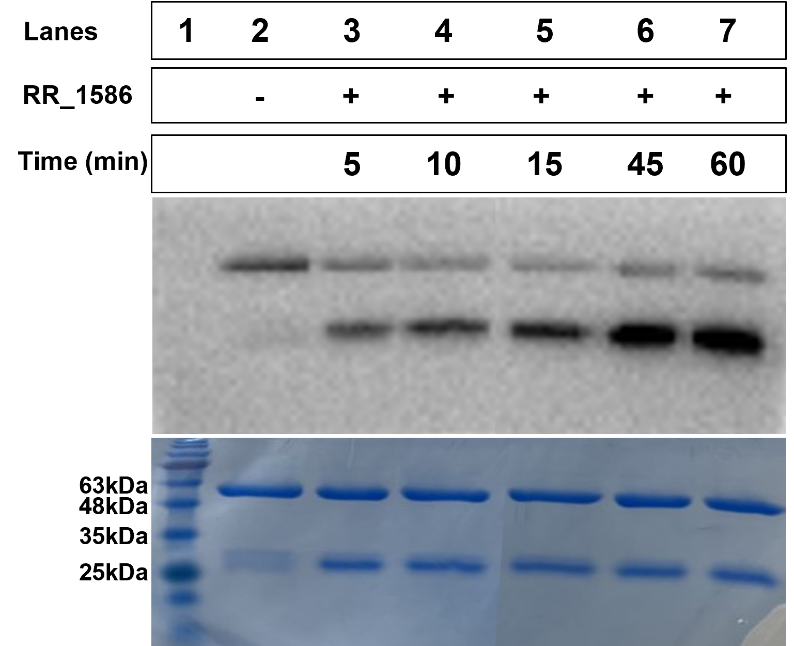 Lanes 1 2 3 4 5 6 7
RR_1586 - + + + + +
Time (min) 5 10 15 45 60
63kDa
48kDa
35kDa
25kDa